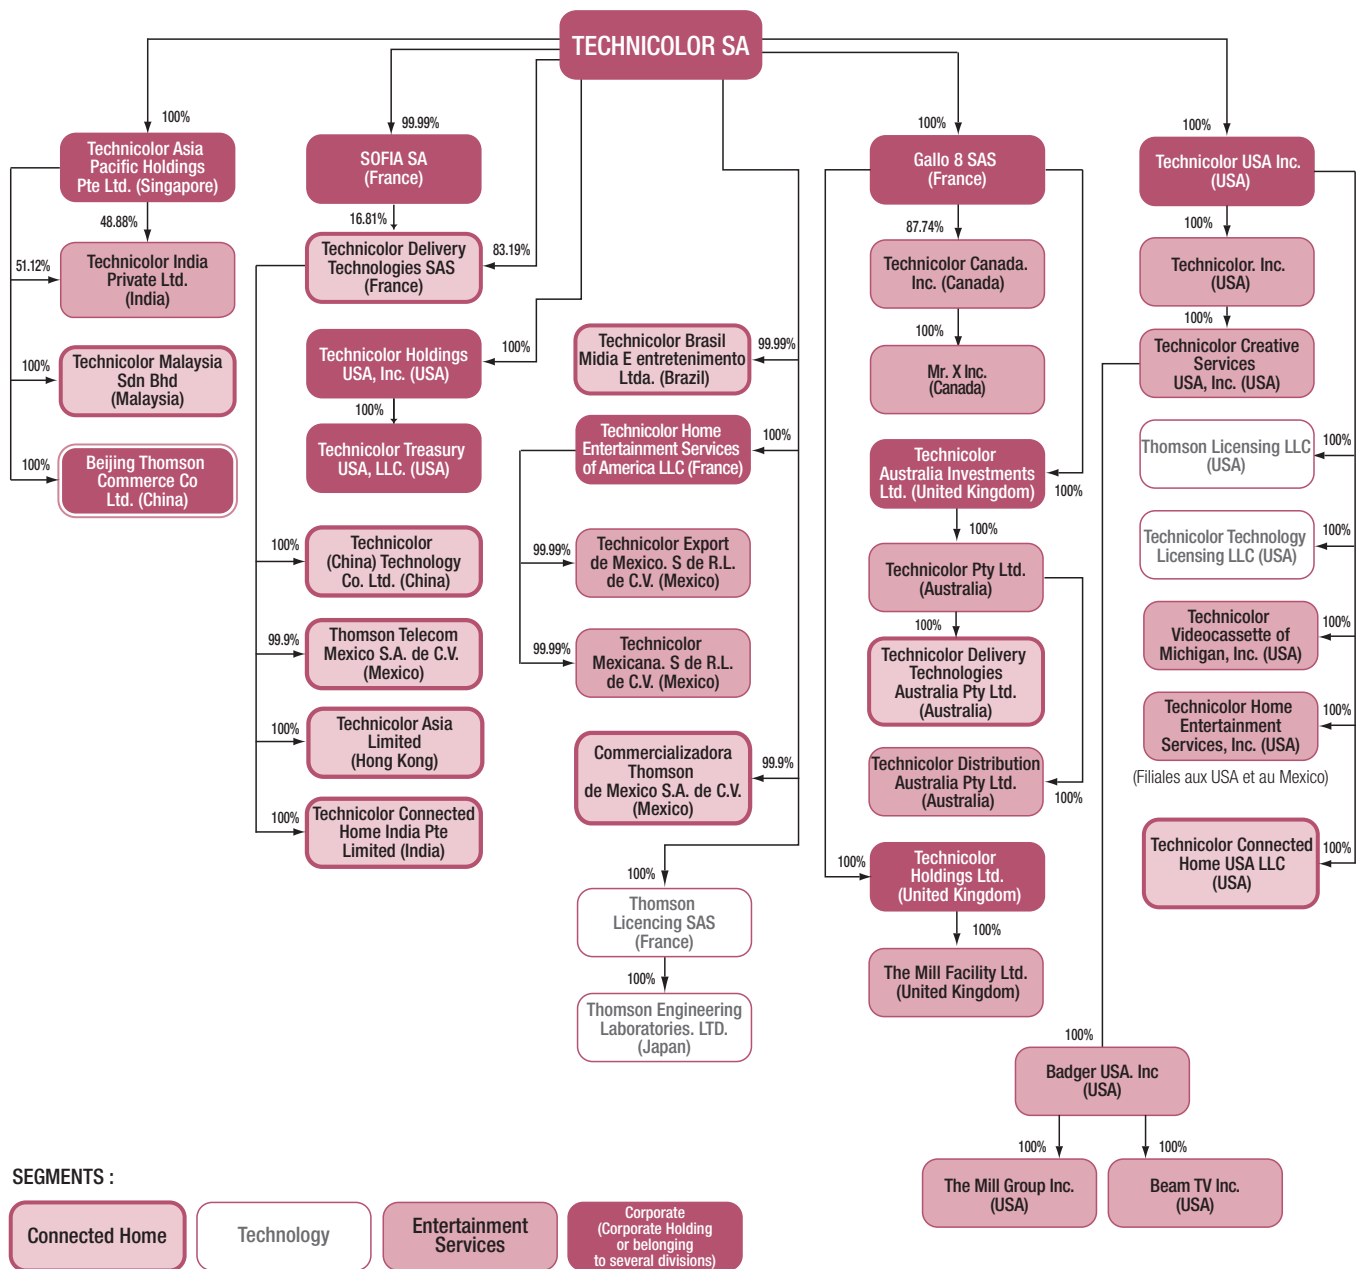 TECHNICOLOR SA
100%
Technicolor Asia
Pacific Holdings
Pte Ltd. (Singapore)
48.88%
51.12%
Technicolor India
Private Ltd.
(India)
100%
Technicolor Malaysia
Sdn Bhd
(Malaysia)
100%
Beijing Thomson
Commerce Co
Ltd. (China)
99.99%
SOFIA SA
(France)
16.81%
83.19%
Technicolor Delivery
Technologies SAS
(France)
100%
Technicolor Holdings
USA, Inc. (USA)
100%
Technicolor Treasury
USA, LLC. (USA)
100%
Technicolor
(China) Technology
Co. Ltd. (China)
99.9%
Thomson Telecom
Mexico S.A. de C.V.
(Mexico)
100%
Technicolor Asia
Limited
(Hong Kong)
100%
Technicolor Connected
Home India Pte
Limited (India)
99.99%
Technicolor Brasil
Midia E entretenimento
Ltda. (Brazil)
100%
Technicolor Home
Entertainment Services
of America LLC (France)
99.99%
Technicolor Export
de Mexico. S de R.L.
de C.V. (Mexico)
99.99%
Technicolor
Mexicana. S de R.L.
de C.V. (Mexico)
99.9%
Commercializadora
Thomson
de Mexico S.A. de C.V.
(Mexico)
100%
Thomson
Licencing SAS
(France)
100%
Thomson Engineering
Laboratories. LTD.
(Japan)
100%
Gallo 8 SAS
(France)
87.74%
Technicolor Canada.
Inc. (Canada)
100%
Mr. X Inc.
(Canada)
100%
Technicolor
Australia Investments
Ltd. (United Kingdom)
100%
Technicolor Pty Ltd.
(Australia)
100%
Technicolor Delivery
Technologies
Australia Pty Ltd.
(Australia)
100%
Technicolor Distribution
Australia Pty Ltd.
(Australia)
100%
Technicolor
Holdings Ltd.
(United Kingdom)
100%
The Mill Facility Ltd.
(United Kingdom)
100%
Technicolor USA Inc.
(USA)
100%
Technicolor. Inc.
(USA)
100%
Technicolor Creative
Services
USA, Inc. (USA)
100%
Thomson Licensing LLC
(USA)
100%
Technicolor Technology
Licensing LLC (USA)
100%
Technicolor
Videocassette of
Michigan, Inc. (USA)
100%
Technicolor Home
Entertainment
Services, Inc. (USA)
(Filiales aux USA et au Mexico)
100%
Technicolor Connected
Home USA LLC
(USA)
100%
Badger USA. Inc
(USA)
100%
The Mill Group Inc.
(USA)
100%
Beam TV Inc.
(USA)
SEGMENTS :
Connected Home
Technology
Entertainment
Services
Corporate
(Corporate Holding
or belonging
to several divisions)